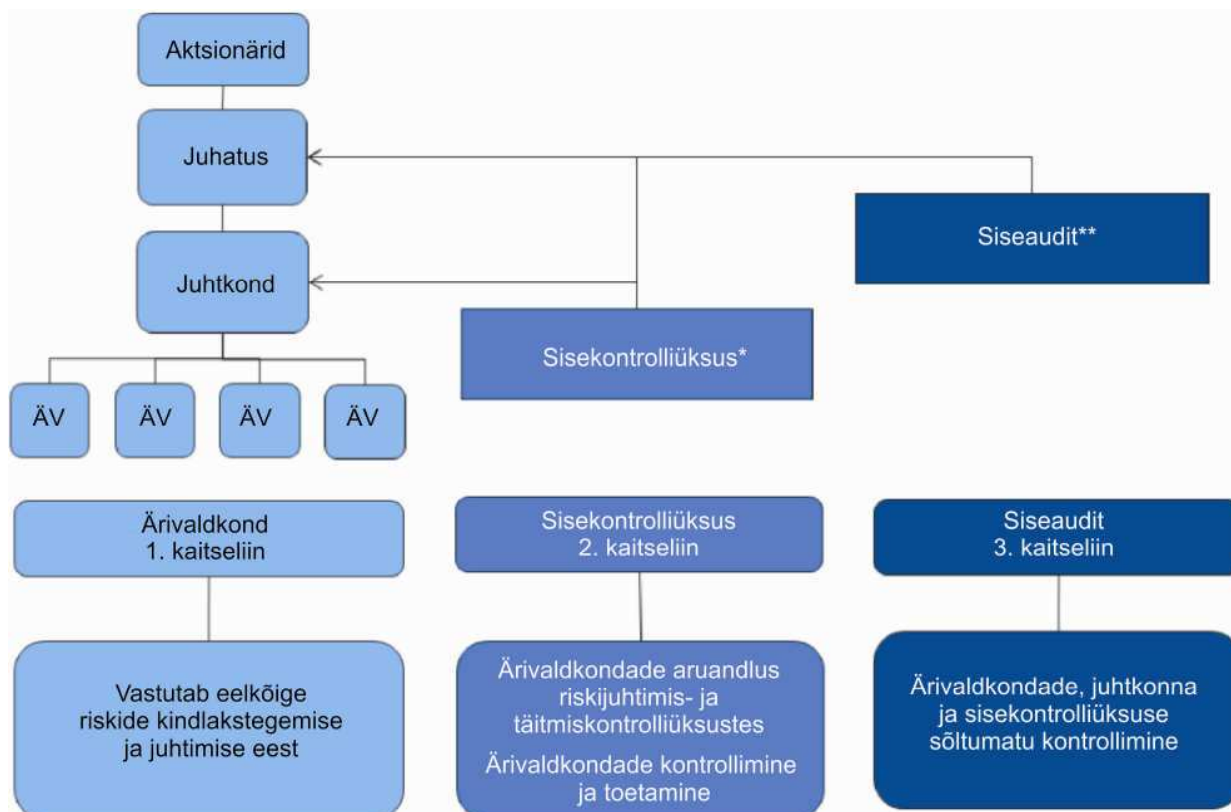 Aktsionärid
Juhatus
Siseaudit**
Juhtkond
Sisekontrolliüksus*
ÄV
ÄV
ÄV
ÄV
Ärivaldkond
1. kaitseliin
Vastutab eelkõige
riskide kindlakstegemise
ja juhtimise eest
Sisekontrolliüksus
2. kaitseliin
Ärivaldkondade aruandlus
riskijuhtimis- ja
täitmiskontrolliüksustes
Ärivaldkondade kontrollimine
ja toetamine
Siseaudit
3. kaitseliin
Ärivaldkondade, juhtkonna
ja sisekontrolliüksuse
sõltumatu kontrollimine